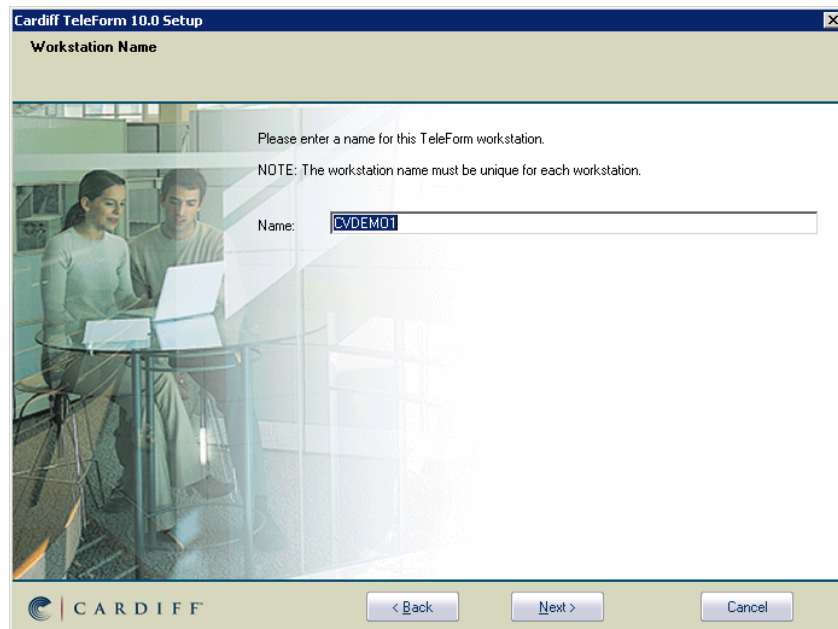 Cardiff TeleForm 10.0 Setup
Workstation Name
Please enter a name for this TeleForm workstation.
NOTE: The workstation name must be unique for each workstation.
Name: CVDEMO1
CARDIFF
< Back Next > Cancel